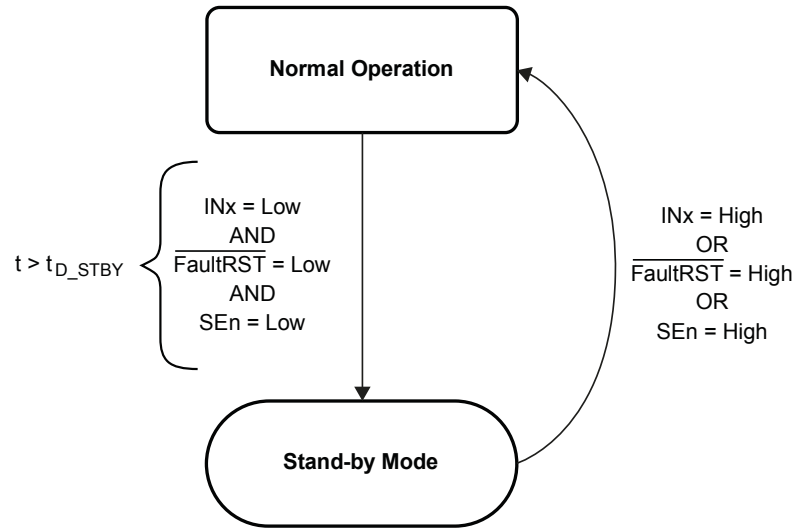 Normal Operation
INx = Low
AND
FaultRST = Low
AND
SEn = Low
t > tD_STBY
INx = High
OR
FaultRST = High
OR
SEn = High
Stand-by Mode